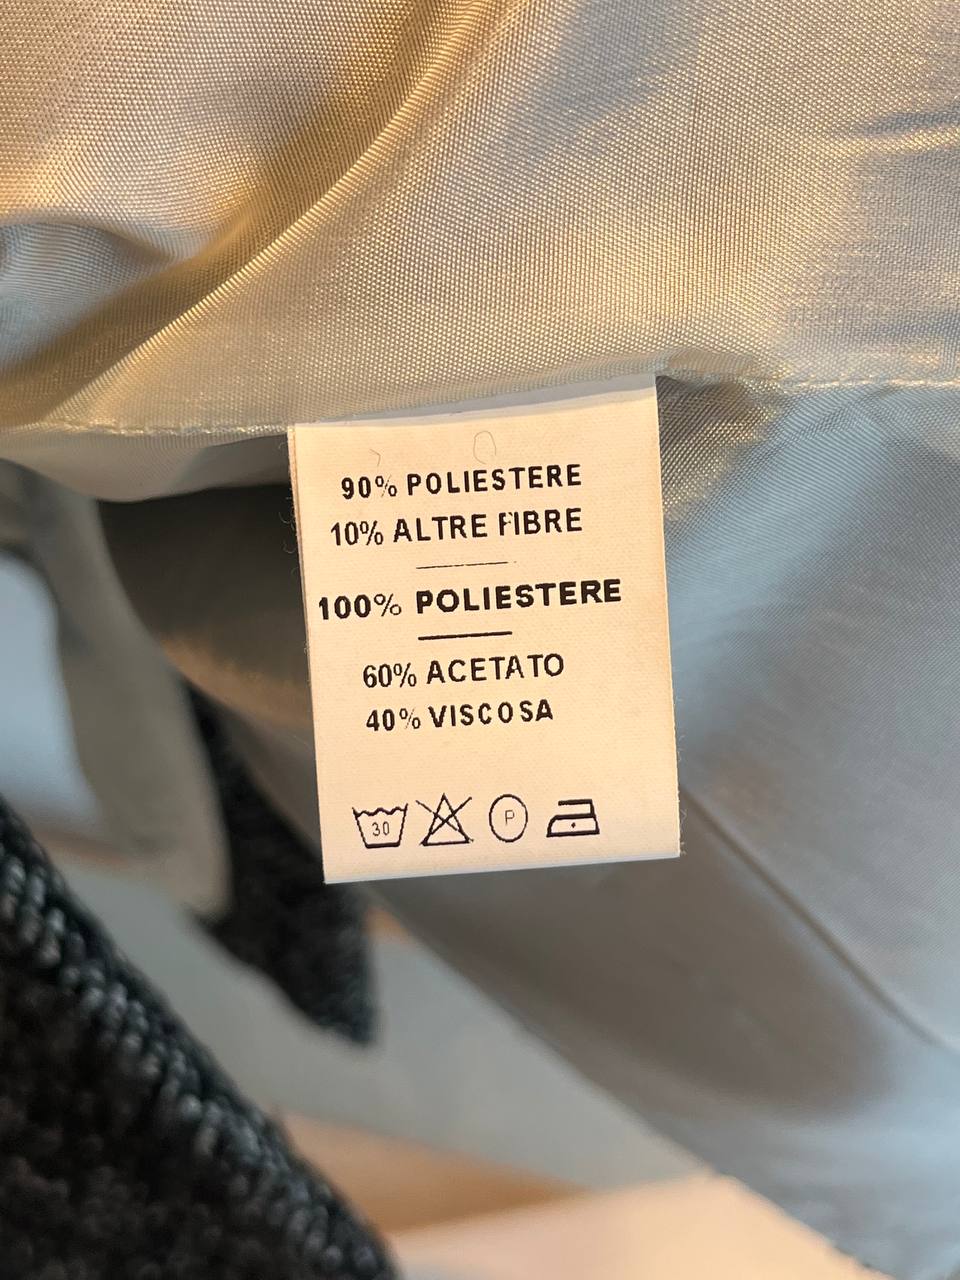 90% POLIESTERE
10% ALTRE FIBRE
100% POLIESTERE
60% ACETATO
40% VISCOSA
30 P